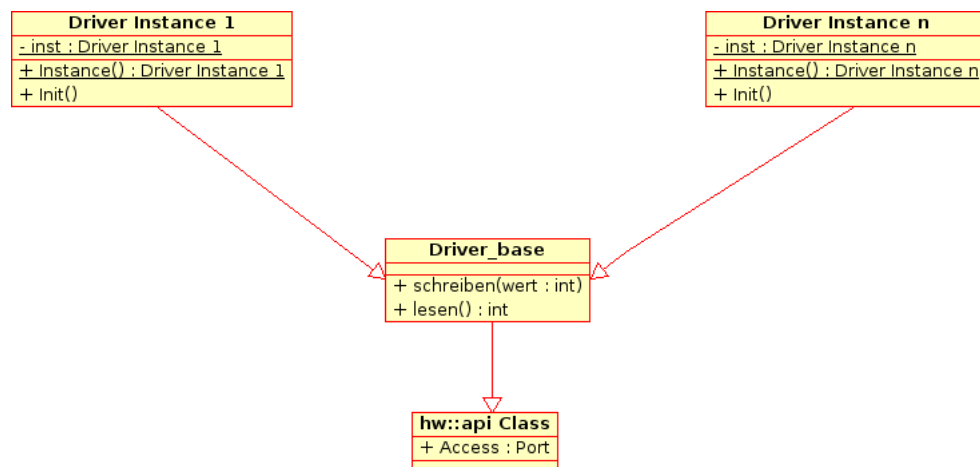 Driver Instance 1
- inst : Driver Instance 1
+ Instance() : Driver Instance 1
+ Init()
Driver Instance n
- inst : Driver Instance n
+ Instance() : Driver Instance n
+ Init()
Driver_base
+ schreiben(wert : int)
+ lesen() : int
hw::api Class
+ Access : Port